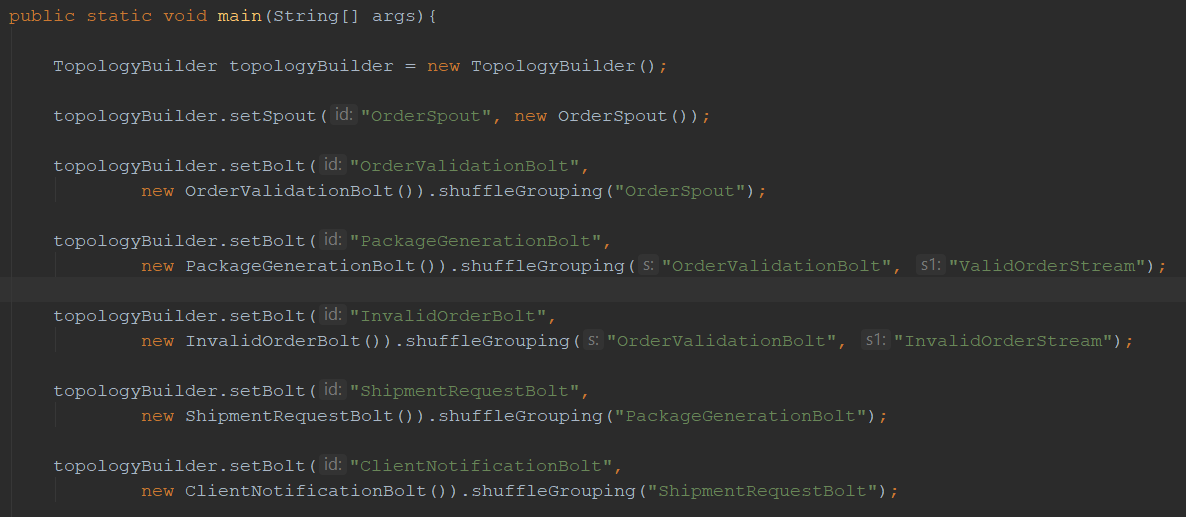 public static void main(String[] args){
TopologyBuilder topologyBuilder = new TopologyBuilder();
topologyBuilder.setSpout( id: "OrderSpout", new OrderSpout());
topologyBuilder.setBolt( id: "OrderValidationBolt",
new OrderValidationBolt()).shuffleGrouping("OrderSpout");
topologyBuilder.setBolt( id: "PackageGenerationBolt",
new PackageGenerationBolt()).shuffleGrouping( s: "OrderValidationBolt", s1: "ValidOrderStream");
topologyBuilder.setBolt( id: "InvalidOrderBolt",
new InvalidOrderBolt()).shuffleGrouping( s: "OrderValidationBolt", s1: "InvalidOrderStream");
topologyBuilder.setBolt( id: "ShipmentRequestBolt",
new ShipmentRequestBolt()).shuffleGrouping("PackageGenerationBolt");
topologyBuilder.setBolt( id: "ClientNotificationBolt",
new ClientNotificationBolt()).shuffleGrouping("ShipmentRequestBolt");